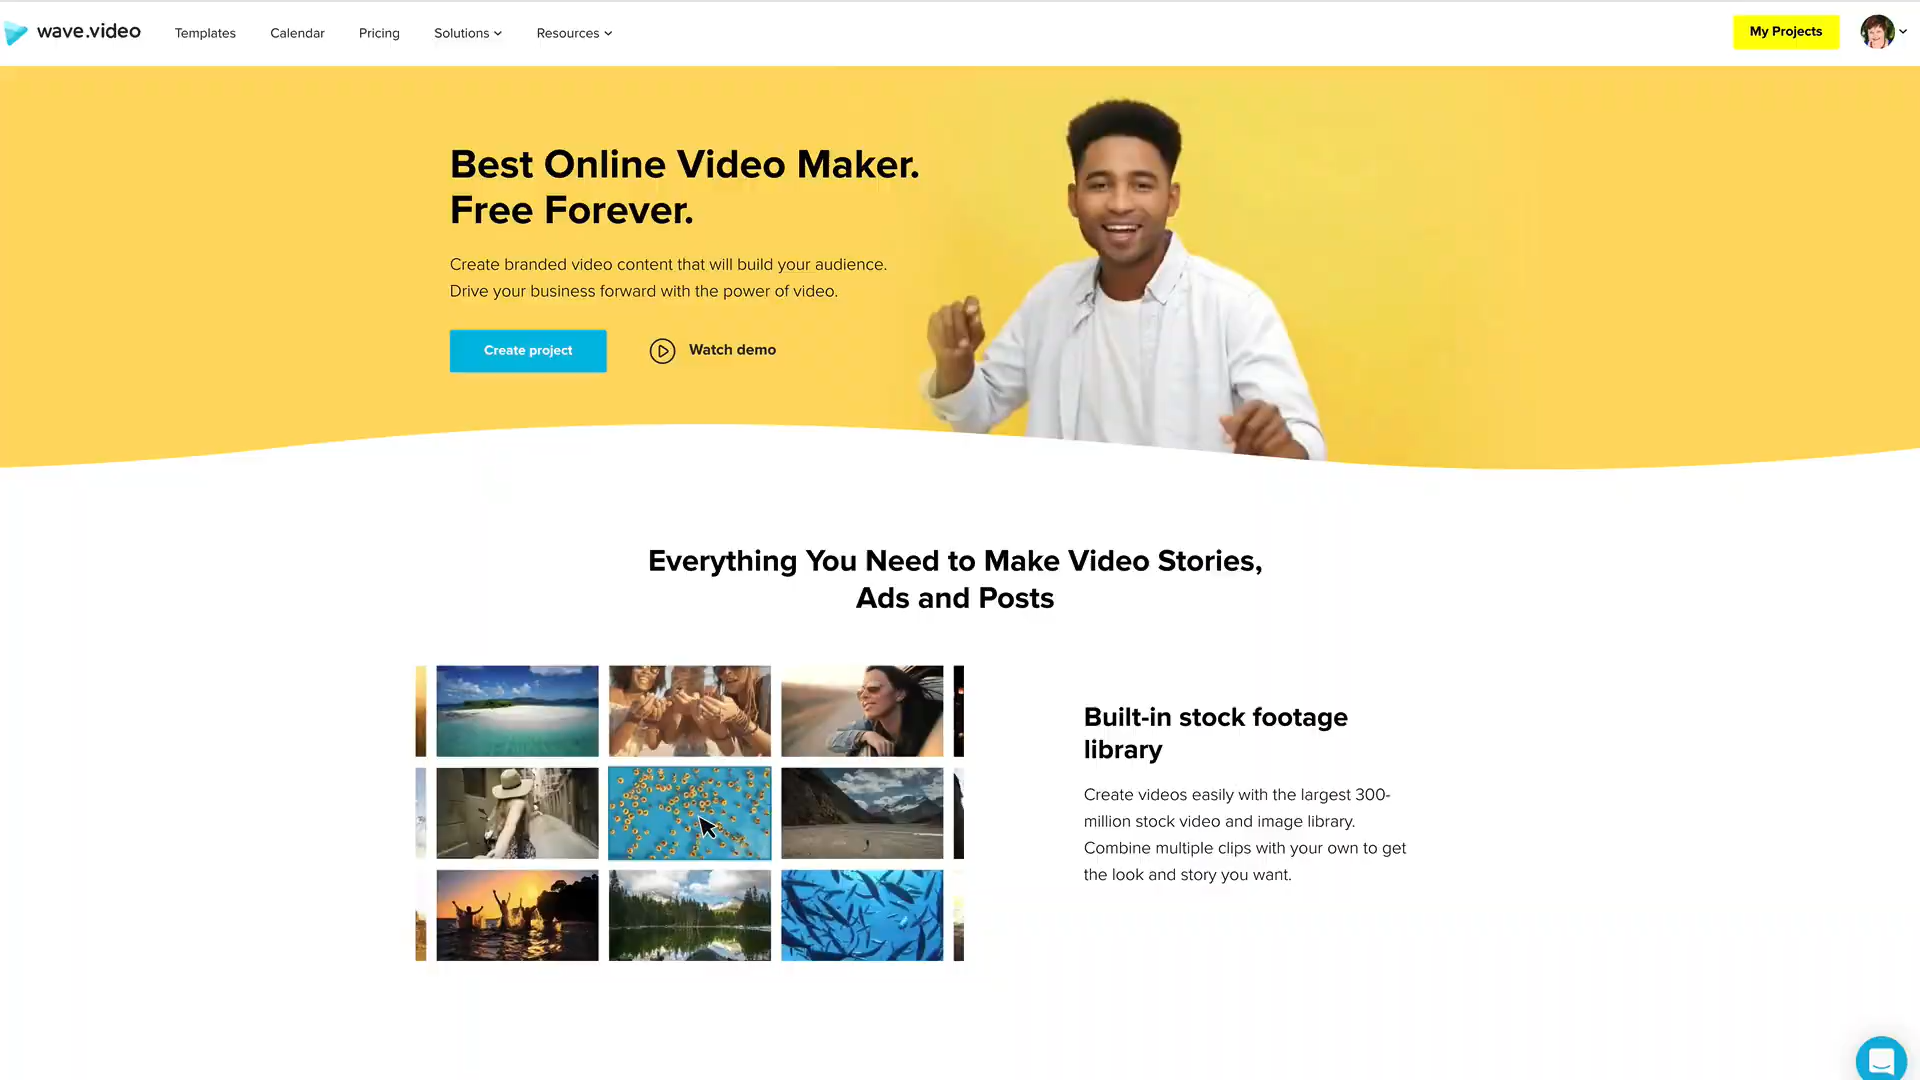 wave.video
Templates
Calendar
Pricing
Solutions
Resources
My Projects
Best Online Video Maker.
Free Forever.
Create branded video content that will build your audience.
Drive your business forward with the power of video.
Create project
Watch demo
Everything You Need to Make Video Stories,
Ads and Posts
Built-in stock footage
library
Create videos easily with the largest 300-
million stock video and image library.
Combine multiple clips with your own to get
the look and story you want.